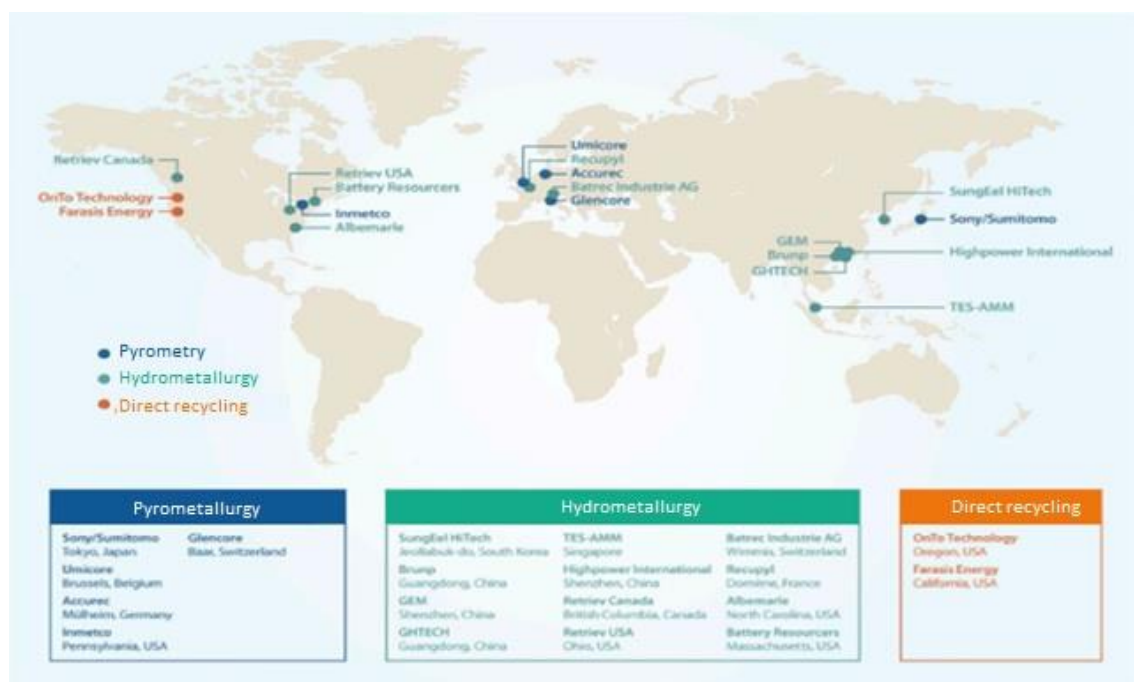 Umicore
Recupyl
Accurec
Batrec Industrie AG
Glencore
Retriev Canada
OnTo Technology
Farasis Energy
Retriev USA
Battery Resourcers
Inmetco
Albemarle
SungEel HiTech
Sony/Sumitomo
GEM
Brunp
GHTECH
Highpower International
TES-AMM
Pyrometry
Hydrometallurgy
,Direct recycling
Pyrometallurgy
Sony/Sumitomo
Tokyo, Japan
Umicore
Brussels, Belgium
Accurec
Mülheim, Germany
Inmetco
Pennsylvania, USA
Glencore
Baar, Switzerland
Hydrometallurgy
SungEel HiTech
Jeollabuk-do, South Korea
Brunp
Guangdong, China
GEM
Shenzhen, China
GHTECH
Guangdong, China
TES-AMM
Singapore
Highpower International
Shenzhen, China
Retriev Canada
British Columbia, Canada
Retriev USA
Ohio, USA
Batrec Industrie AG
Switzerland
Recupyl
France
Albemarle
North Carolina, USA
Battery Resourcers
Massachusetts, USA
Direct recycling
OnTo Technology
Oregon, USA
Farasis Energy
California, USA